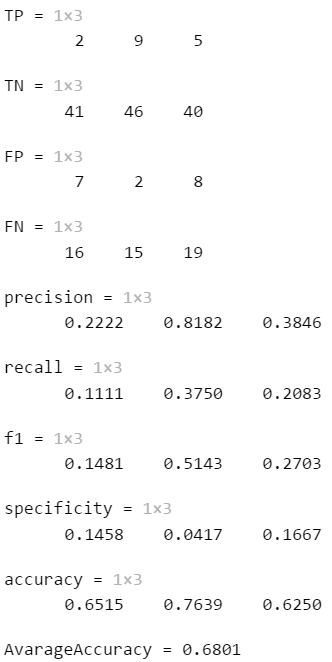 TP = 1×3
2 9 5
TN = 1×3
41 46 40
FP = 1×3
7 2 8
FN = 1×3
16 15 19
precision = 1×3
0.2222 0.8182 0.3846
recall = 1×3
0.1111 0.3750 0.2083
f1 = 1×3
0.1481 0.5143 0.2703
specificity = 1×3
0.1458 0.0417 0.1667
accuracy = 1×3
0.6515 0.7639 0.6250
AvarageAccuracy = 0.6801